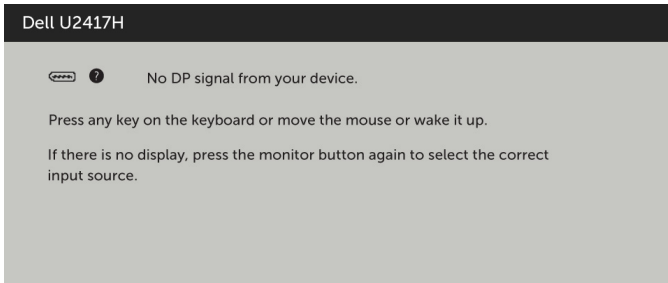 Dell U2417H
? No DP signal from your device.
Press any key on the keyboard or move the mouse or wake it up.
If there is no display, press the monitor button again to select the correct
input source.